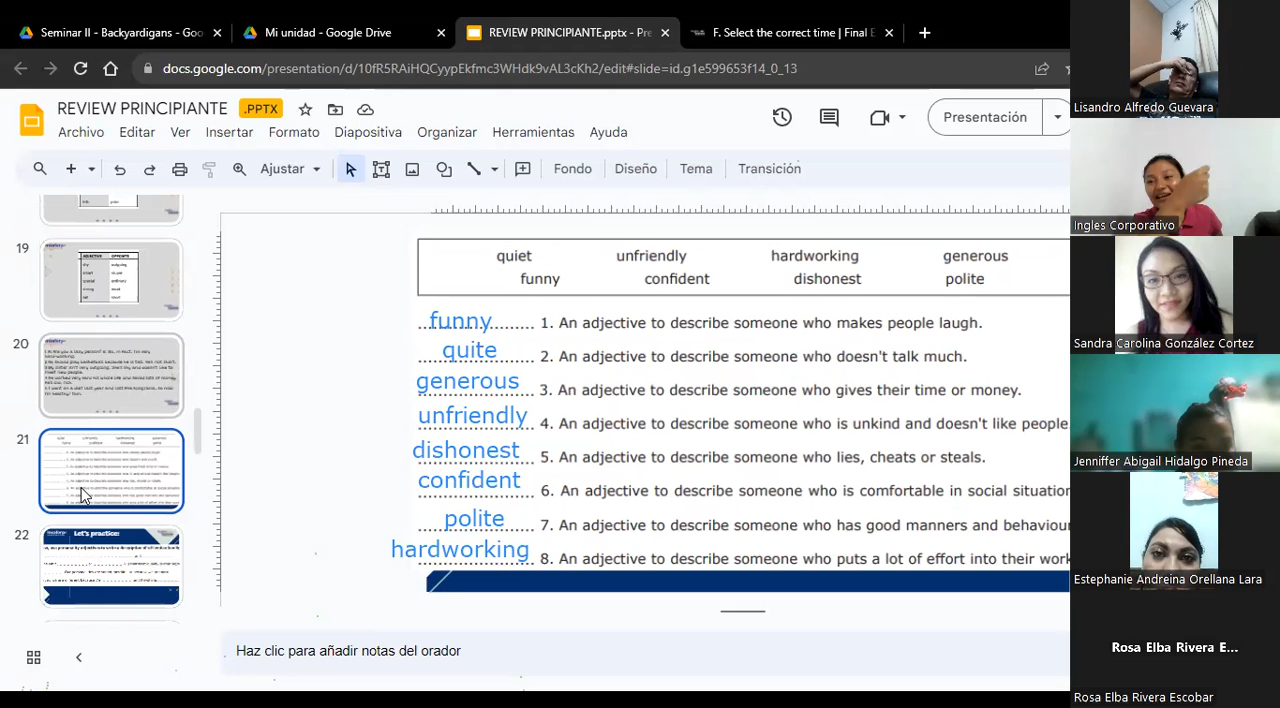 Seminar II - Backyardigans - Goo
Mi unidad - Google Drive
REVIEW PRINCIPIANTE.pptx - Pre
F. Select the correct time | Final E
docs.google.com/presentation/d/10fR5RAiHQCyypEkfmc3WHdk9vAL3cKh2/edit#slide=id.g1e599653f14_0_13
REVIEW PRINCIPIANTE .PPTX
Archivo Editar Ver Insertar Formato Diapositiva Organizar Herramientas Ayuda
Presentación
Ajustar Fondo Diseño Tema Transición
19
ADJECTIVE OPPOSITE
20
21
22
Let's practice:
quiet unfriendly hardworking generous
funny confident dishonest polite
funny 1. An adjective to describe someone who makes people laugh.
quite 2. An adjective to describe someone who doesn't talk much.
generous 3. An adjective to describe someone who gives their time or money.
unfriendly 4. An adjective to describe someone who is unkind and doesn't like people
dishonest 5. An adjective to describe someone who lies, cheats or steals.
confident 6. An adjective to describe someone who is comfortable in social situation
polite 7. An adjective to describe someone who has good manners and behaviour
hardworking 8. An adjective to describe someone who puts a lot of effort into their work
Haz clic para añadir notas del orador
Lisandro Alfredo Guevara
Ingles Corporativo
Sandra Carolina González Cortez
Jenniffer Abigail Hidalgo Pineda
Estephanie Andreina Orellana Lara
Rosa Elba Rivera E...
Rosa Elba Rivera Escobar